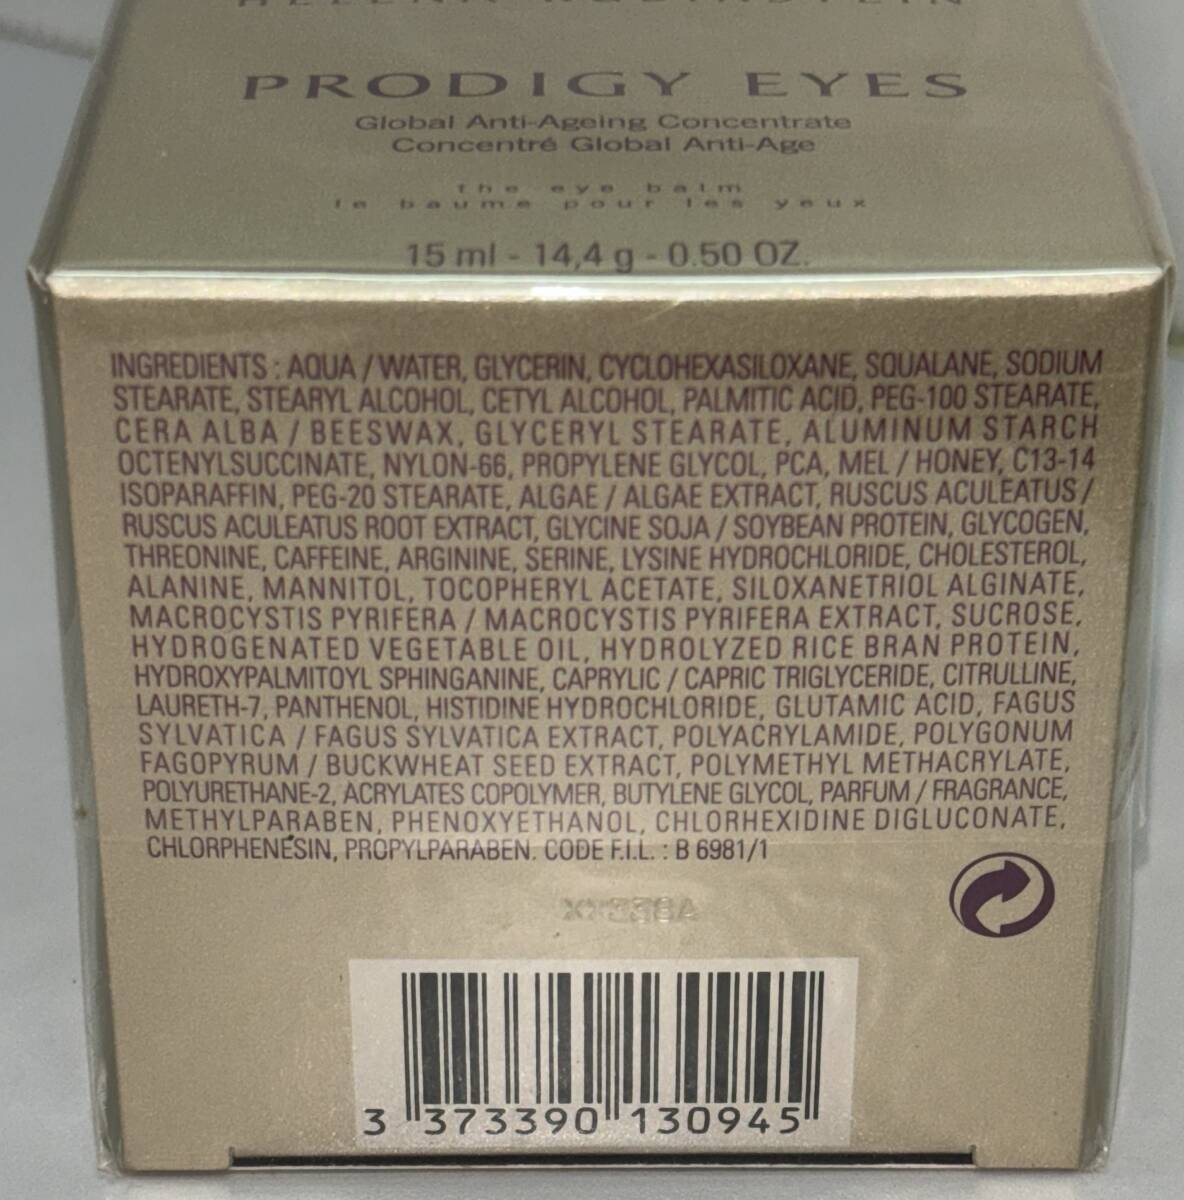 HELENA RUBINSTEIN
PRODIGY EYES
Global Anti-Ageing Concentrate
Concentré Global Anti-Age
the eye balm
le baume pour les yeux
15 ml - 14,4 g - 0.50 OZ.
INGREDIENTS : AQUA / WATER, GLYCERIN, CYCLOHEXASILOXANE, SQUALANE, SODIUM
STEARATE, STEARYL ALCOHOL, CETYL ALCOHOL, PALMITIC ACID, PEG-100 STEARATE,
CERA ALBA / BEESWAX, GLYCERYL STEARATE, ALUMINUM STARCH
OCTENYLSUCCINATE, NYLON-66, PROPYLENE GLYCOL, PCA, MEL / HONEY, C13-14
ISOPARAFFIN, PEG-20 STEARATE, ALGAE / ALGAE EXTRACT, RUSCUS ACULEATUS /
RUSCUS ACULEATUS ROOT EXTRACT, GLYCINE SOJA / SOYBEAN PROTEIN, GLYCOGEN,
THREONINE, CAFFEINE, ARGININE, SERINE, LYSINE HYDROCHLORIDE, CHOLESTEROL,
ALANINE, MANNITOL, TOCOPHERYL ACETATE, SILOXANETRIOL ALGINATE,
MACROCYSTIS PYRIFERA / MACROCYSTIS PYRIFERA EXTRACT, SUCROSE,
HYDROGENATED VEGETABLE OIL, HYDROLYZED RICE BRAN PROTEIN,
HYDROXYPALMITOYL SPHINGANINE, CAPRYLIC / CAPRIC TRIGLYCERIDE, CITRULLINE,
LAURETH-7, PANTHENOL, HISTIDINE HYDROCHLORIDE, GLUTAMIC ACID, FAGUS
SYLVATICA / FAGUS SYLVATICA EXTRACT, POLYACRYLAMIDE, POLYGONUM
FAGOPYRUM / BUCKWHEAT SEED EXTRACT, POLYMETHYL METHACRYLATE,
POLYURETHANE-2, ACRYLATES COPOLYMER, BUTYLENE GLYCOL, PARFUM / FRAGRANCE,
METHYLPARABEN, PHENOXYETHANOL, CHLORHEXIDINE DIGLUCONATE,
CHLORPHENESIN, PROPYLPARABEN. CODE F.I.L. : B 6981/1
3 373390 130945